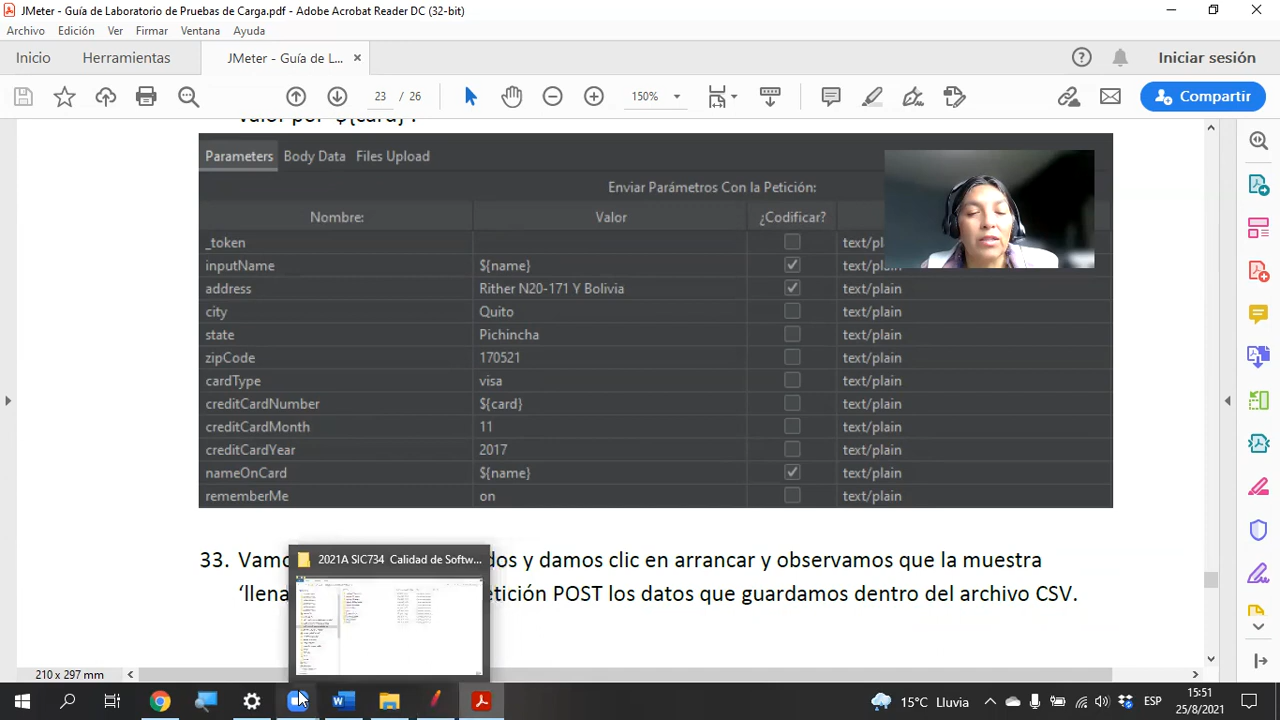 JMeter - Guía de Laboratorio de Pruebas de Carga.pdf - Adobe Acrobat Reader DC (32-bit)
Archivo Edición Ver Firmar Ventana Ayuda
Inicio Herramientas JMeter - Guía de L... Iniciar sesión
23 / 26 150% Compartir
valor por "${card}".
Parameters Body Data Files Upload
Enviar Parámetros Con la Petición:
Nombre: Valor ¿Codificar?
_token text/pla
inputName ${name} text/plain
address Rither N20-171 Y Bolivia text/plain
city Quito text/plain
state Pichincha text/plain
zipCode 170521 text/plain
cardType visa text/plain
creditCardNumber ${card} text/plain
creditCardMonth 11 text/plain
creditCardYear 2017 text/plain
nameOnCard ${name} text/plain
rememberMe on text/plain
33. Vamo dos y damos clic en arrancar y observamos que la muestra
2021A SIC734 Calidad de Softw...
'llena etición POST los datos que guardamos dentro del archivo CSV.
210 x 297 mm
15°C Lluvia ESP 15:51
25/8/2021